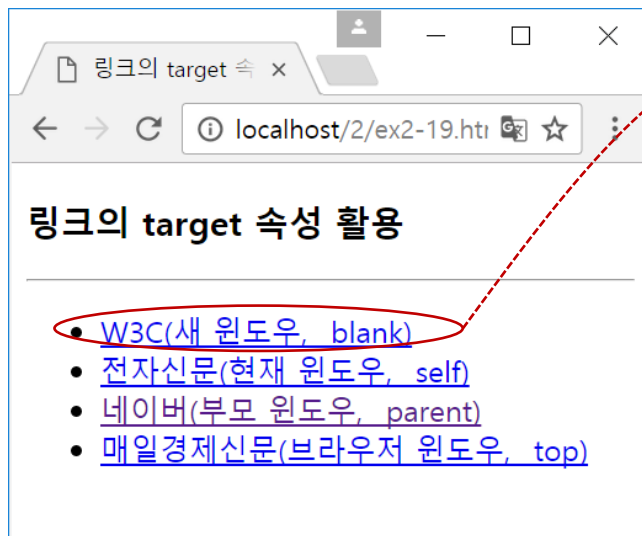 링크의 target 속
localhost/2/ex2-19.htr
링크의 target 속성 활용
W3C(새 윈도우, _blank)
전자신문(현재 윈도우, _self)
네이버(부모 윈도우, _parent)
매일경제신문(브라우저 윈도우, _top)